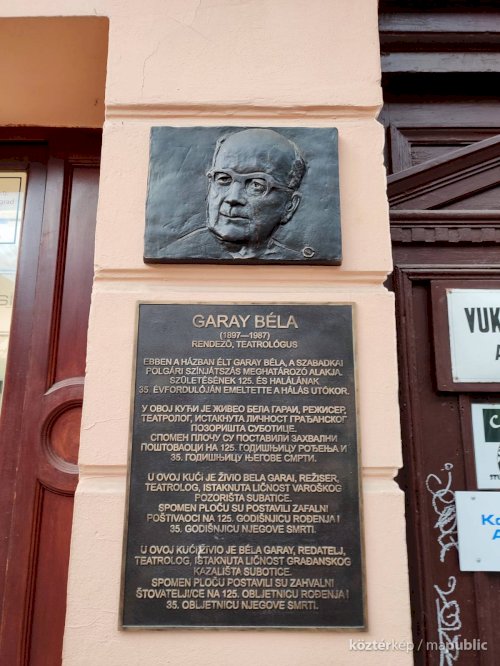 GARAY BÉLA
(1897—1987)
RENDEZŐ, TEATROLÓGUS
EBBEN A HÁZBAN ÉLT GARAY BÉLA, A SZABADKAI
POLGÁRI SZÍNJÁTSZÁS MEGHATÁROZÓ ALAKJA.
SZÜLETÉSÉNEK 125. ÉS HALÁLÁNAK
35. ÉVFORDULÓJÁN EMELTETTE A HÁLÁS UTÓKOR.
У ОВОЈ КУЋИ ЈЕ ЖИВЕО БЕЛА ГАРАИ, РЕЖИСЕР,
ТЕАТРОЛОГ, ИСТАКНУТА ЛИЧНОСТ ГРАЂАНСКОГ
ПОЗОРИШТА СУБОТИЦЕ.
СПОМЕН ПЛОЧУ СУ ПОСТАВИЛИ ЗАХВАЛНИ
ПОШТОВАОЦИ НА 125. ГОДИШЊИЦУ РОЂЕЊА И
35. ГОДИШЊИЦУ ЊЕГОВЕ СМРТИ.
U OVOJ KUĆI JE ŽIVIO BELA GARAI, REŽISER,
TEATROLOG, ISTAKNUTA LIČNOST VAROŠKOG
POZORIŠTA SUBATICE.
SPOMEN PLOČU SU POSTAVILI ZAFALNI
POŠTIVAOCI NA 125. GODIŠNJICU ROĐENJA I
35. GODIŠNJICU NJEGOVE SMRTI.
U OVOJ KUĆI ŽIVIO JE BÉLA GARAY, REDATELJ,
TEATROLOG, ISTAKNUTA LIČNOST GRAĐANSKOG
KAZALIŠTA SUBOTICE.
SPOMEN PLOČU POSTAVILI SU ZAHVALNI
ŠTOVATELJI/CE NA 125. OBLJETNICU ROĐENJA I
35. OBLJETNICU NJEGOVE SMRTI.
VUK
köztérkép / mapublic